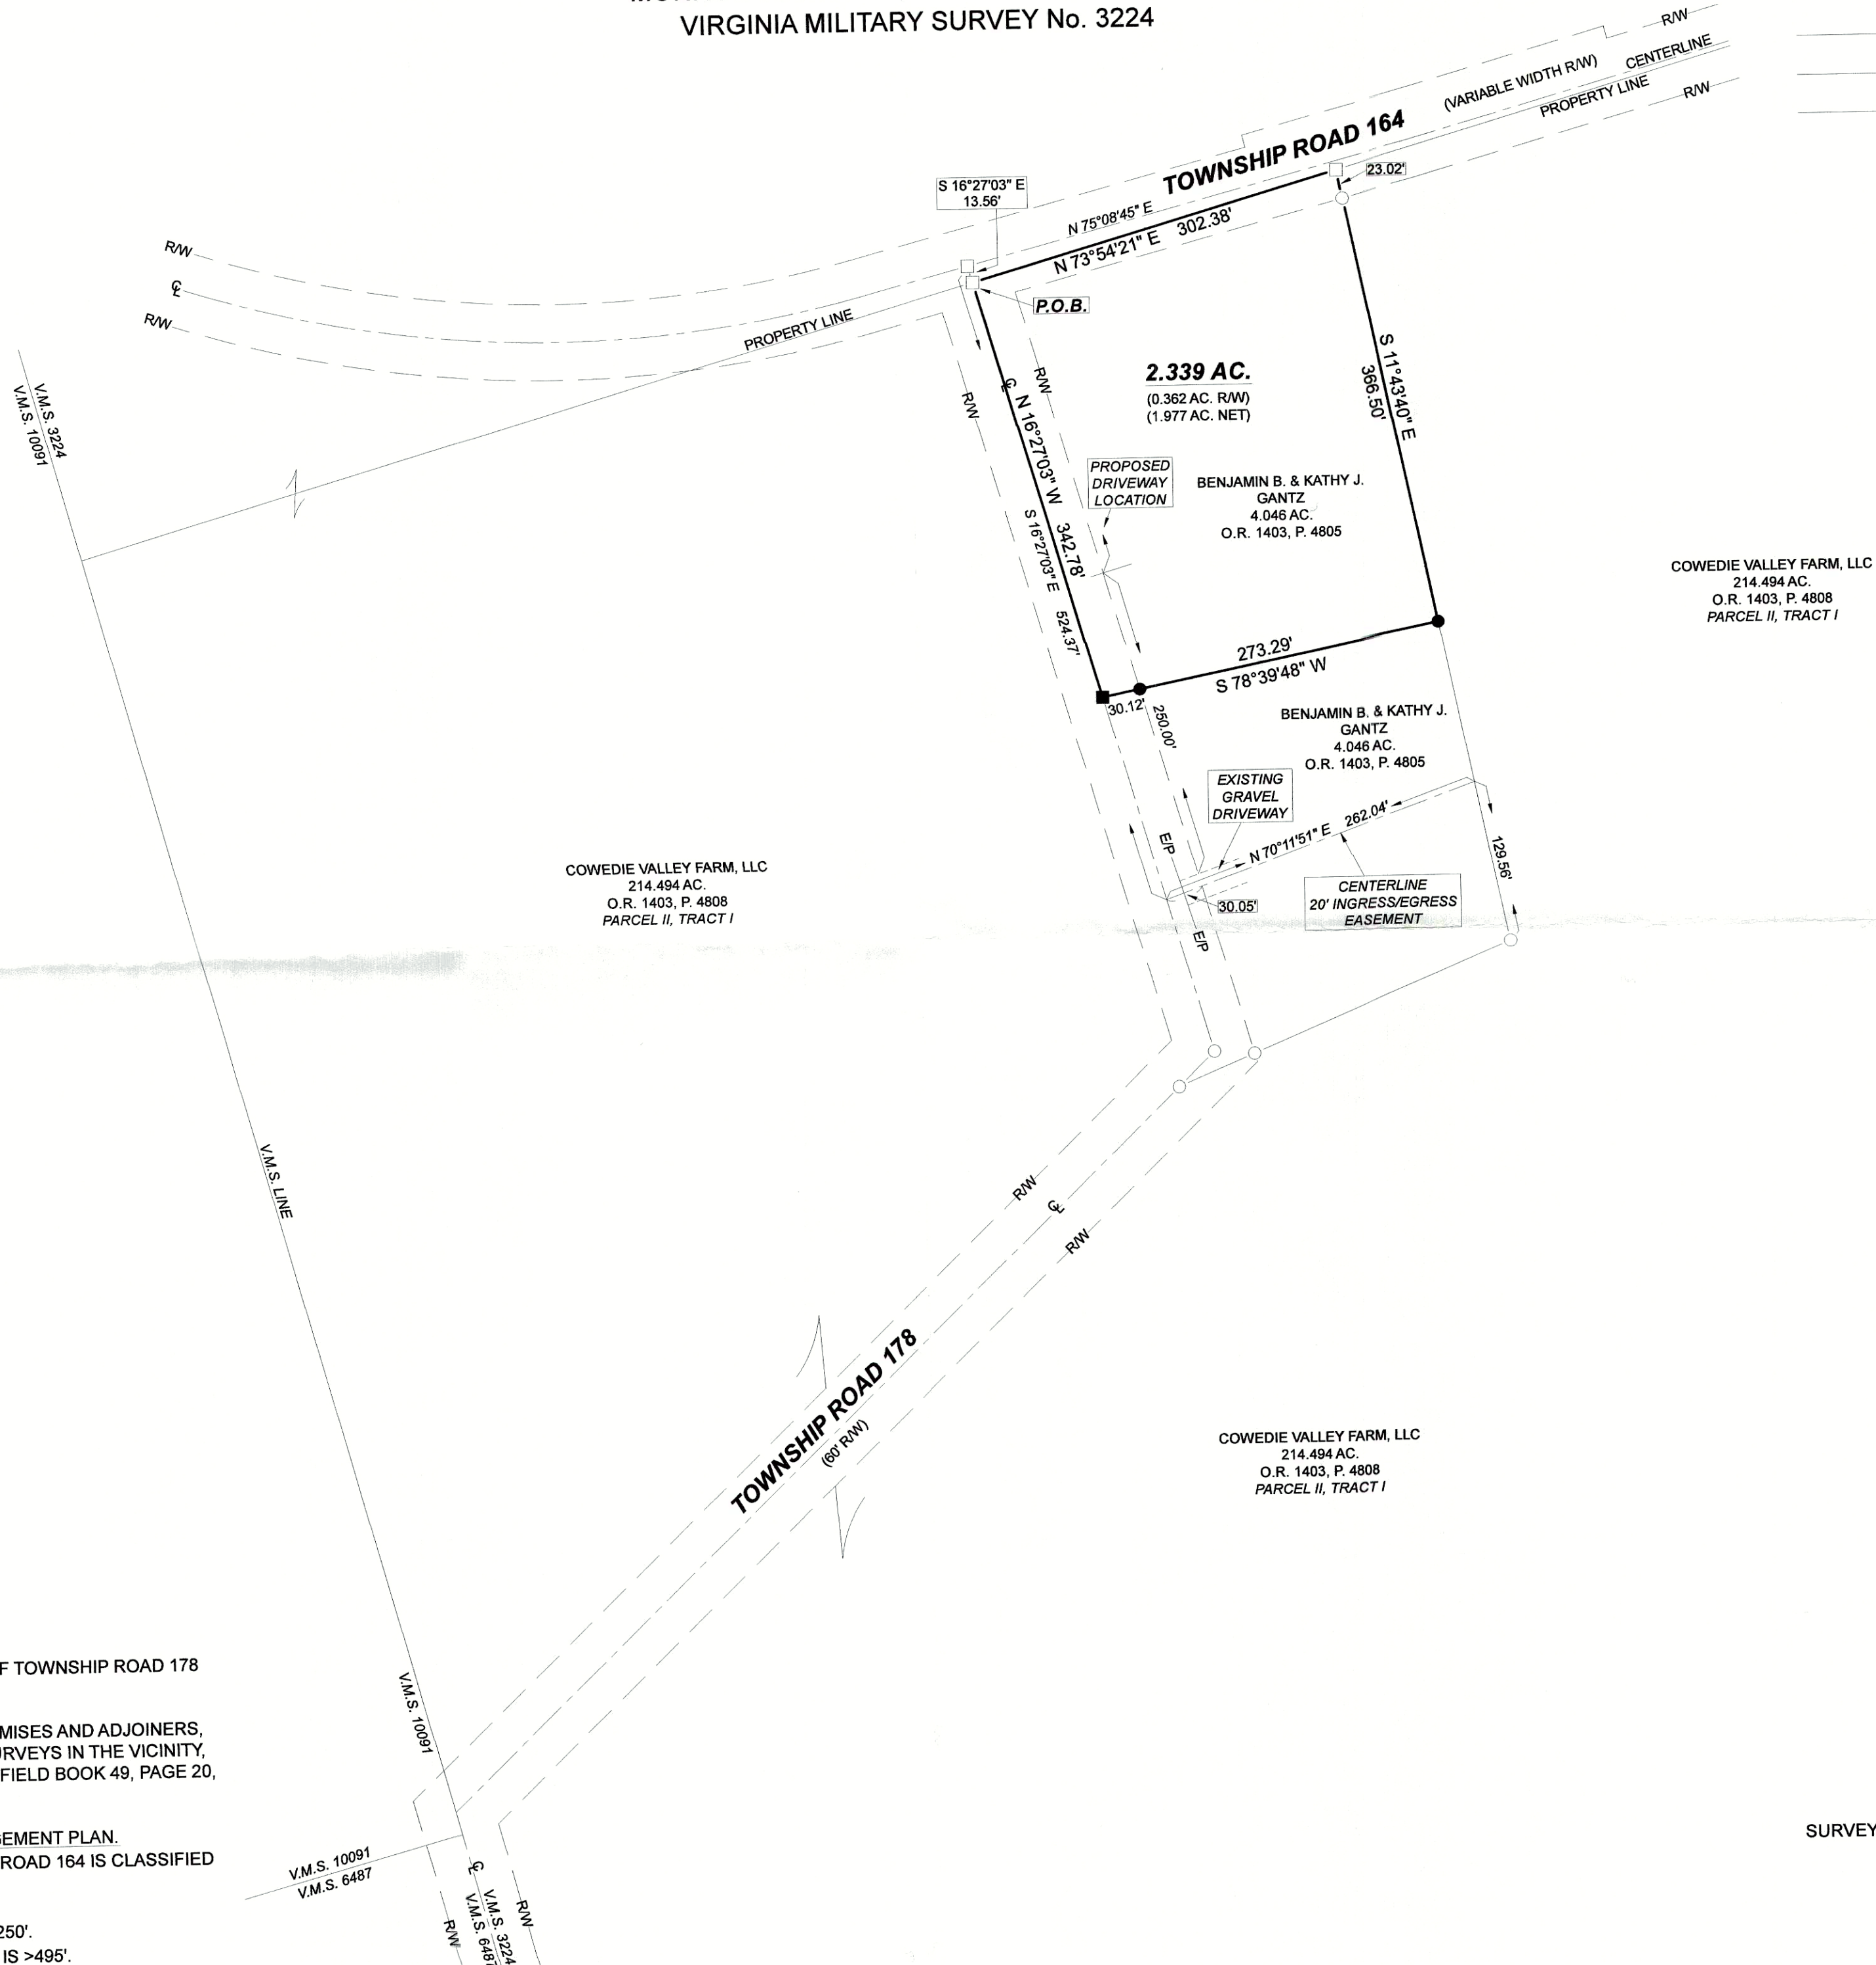 VIRGINIA MILITARY SURVEY No. 3224
R/W
(VARIABLE WIDTH R/W)
CENTERLINE
PROPERTY LINE
R/W
TOWNSHIP ROAD 164
23.02'
S 16°27'03" E
13.56'
N 75°08'45" E
N 73°54'21" E 302.38'
R/W
℄
R/W
PROPERTY LINE
P.O.B.
V.M.S. 3224
V.M.S. 10091
R/W
℄
R/W
N 16°27'03" W 342.78'
S 16°27'03" E 524.37'
2.339 AC.
(0.362 AC. R/W)
(1.977 AC. NET)
S 11°43'40" E
366.50'
PROPOSED
DRIVEWAY
LOCATION
BENJAMIN B. & KATHY J.
GANTZ
4.046 AC.
O.R. 1403, P. 4805
COWEDIE VALLEY FARM, LLC
214.494 AC.
O.R. 1403, P. 4808
PARCEL II, TRACT I
273.29'
S 78°39'48" W
30.12'
250.00'
BENJAMIN B. & KATHY J.
GANTZ
4.046 AC.
O.R. 1403, P. 4805
EXISTING
GRAVEL
DRIVEWAY
N 70°11'51" E 262.04'
129.56'
E/P
E/P
30.05'
CENTERLINE
20' INGRESS/EGRESS
EASEMENT
COWEDIE VALLEY FARM, LLC
214.494 AC.
O.R. 1403, P. 4808
PARCEL II, TRACT I
V.M.S. LINE
R/W
℄
R/W
TOWNSHIP ROAD 178
(60' R/W)
COWEDIE VALLEY FARM, LLC
214.494 AC.
O.R. 1403, P. 4808
PARCEL II, TRACT I
F TOWNSHIP ROAD 178
MISES AND ADJOINERS,
RVEYS IN THE VICINITY,
FIELD BOOK 49, PAGE 20,
EMENT PLAN.
ROAD 164 IS CLASSIFIED
250'.
IS >495'.
V.M.S. 10091
V.M.S. 10091
V.M.S. 6487
℄
V.M.S. 3224
V.M.S. 6487
R/W
R/W
SURVEY